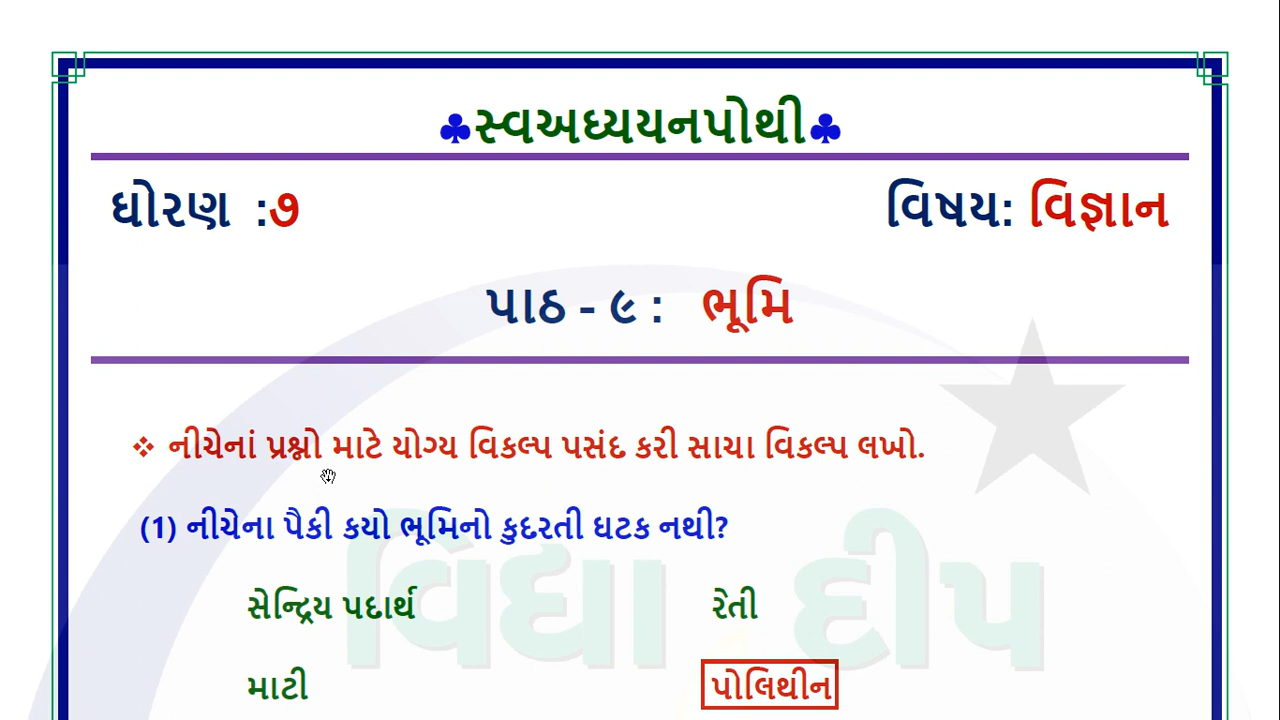 ♣સ્વઅધ્યયનપોથી♣
ધોરણ :૭ વિષય: વિજ્ઞાન
પાઠ - ૯ : ભૂમિ
❖ નીચેનાં પ્રશ્નો માટે યોગ્ય વિકલ્પ પસંદ કરી સાચા વિકલ્પ લખો.
(1) નીચેના પૈકી કયો ભૂમિનો કુદરતી ઘટક નથી?
વિદ્યા દીપ
સેન્દ્રિય પદાર્થ રેતી
માટી પોલિથીન